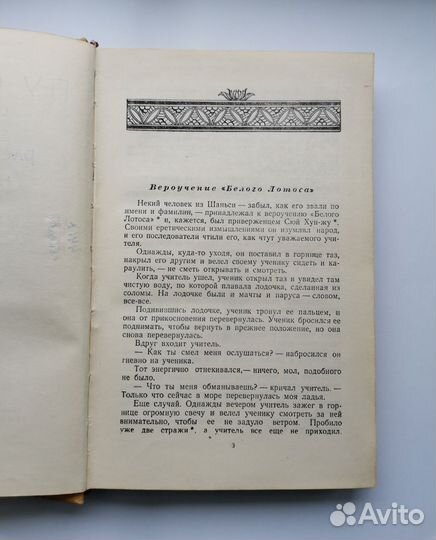 Вероучение «Белого Лотоса»
Некий человек из Шаньси — забыл, как его звали по
имени и фамилии, — принадлежал к вероучению «Белого
Лотоса» * и, кажется, был приверженцем Сюй Хун-жу *.
Своими еретическими измышлениями он изумлял народ,
и его последователи чтили его, как чтут уважаемого учи-
теля.
Однажды, куда-то уходя, он поставил в горнице таз,
накрыл его другим и велел своему ученику сидеть и ка-
раулить, — не сметь открывать и смотреть.
Когда учитель ушел, ученик открыл таз и увидел там
чистую воду, по которой плавала лодочка, сделанная из
соломы. На лодочке были и мачты и паруса — словом,
все-все.
Подивившись лодочке, ученик тронул ее пальцем, и она
от прикосновения перевернулась. Ученик бросился ее
поднимать, чтобы вернуть в прежнее положение, но она
снова перевернулась.
Вдруг входит учитель.
— Как ты смел меня ослушаться? — набросился он
гневно на ученика.
Тот энергично отнекивался, — ничего, мол, подобного
не было.
— Что ты меня обманываешь? — кричал учитель. —
Только что сейчас в море перевернулась моя ладья.
Еще случай. Однажды вечером учитель зажег в гор-
нице огромную свечу и велел ученику смотреть за ней
внимательно, чтобы ее не задуло ветром. Пробило
уже две стражи *, а учитель все еще не приходил.
3
Avito